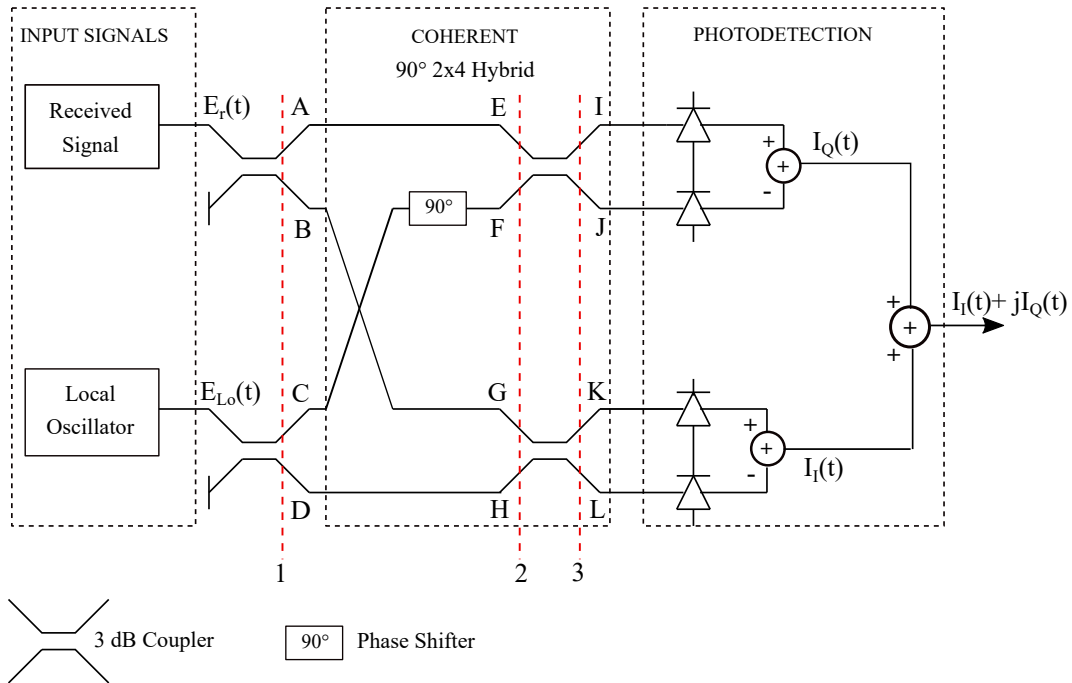 INPUT SIGNALS
COHERENT
90° 2x4 Hybrid
PHOTODETECTION
Received
Signal
E_r(t)
A
E
I
+
I_Q(t)
+
-
B
90°
F
J
+
I_I(t)+ jI_Q(t)
+
+
Local
Oscillator
E_Lo(t)
C
G
K
+
+
-
I_I(t)
D
H
L
1
2
3
3 dB Coupler
90°
Phase Shifter